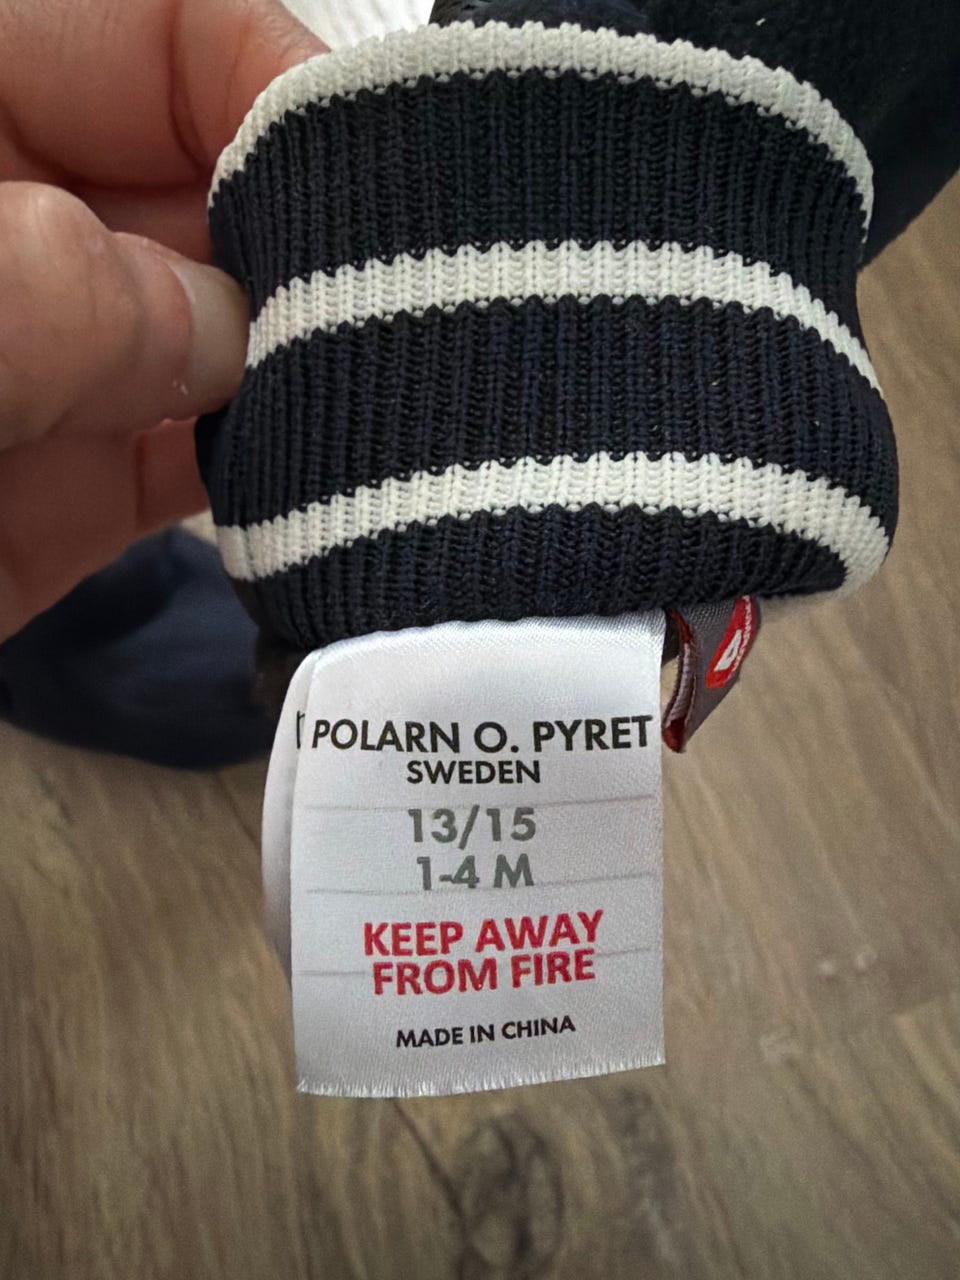 POLARN O. PYRET
SWEDEN
13/15
1-4 M
KEEP AWAY
FROM FIRE
MADE IN CHINA